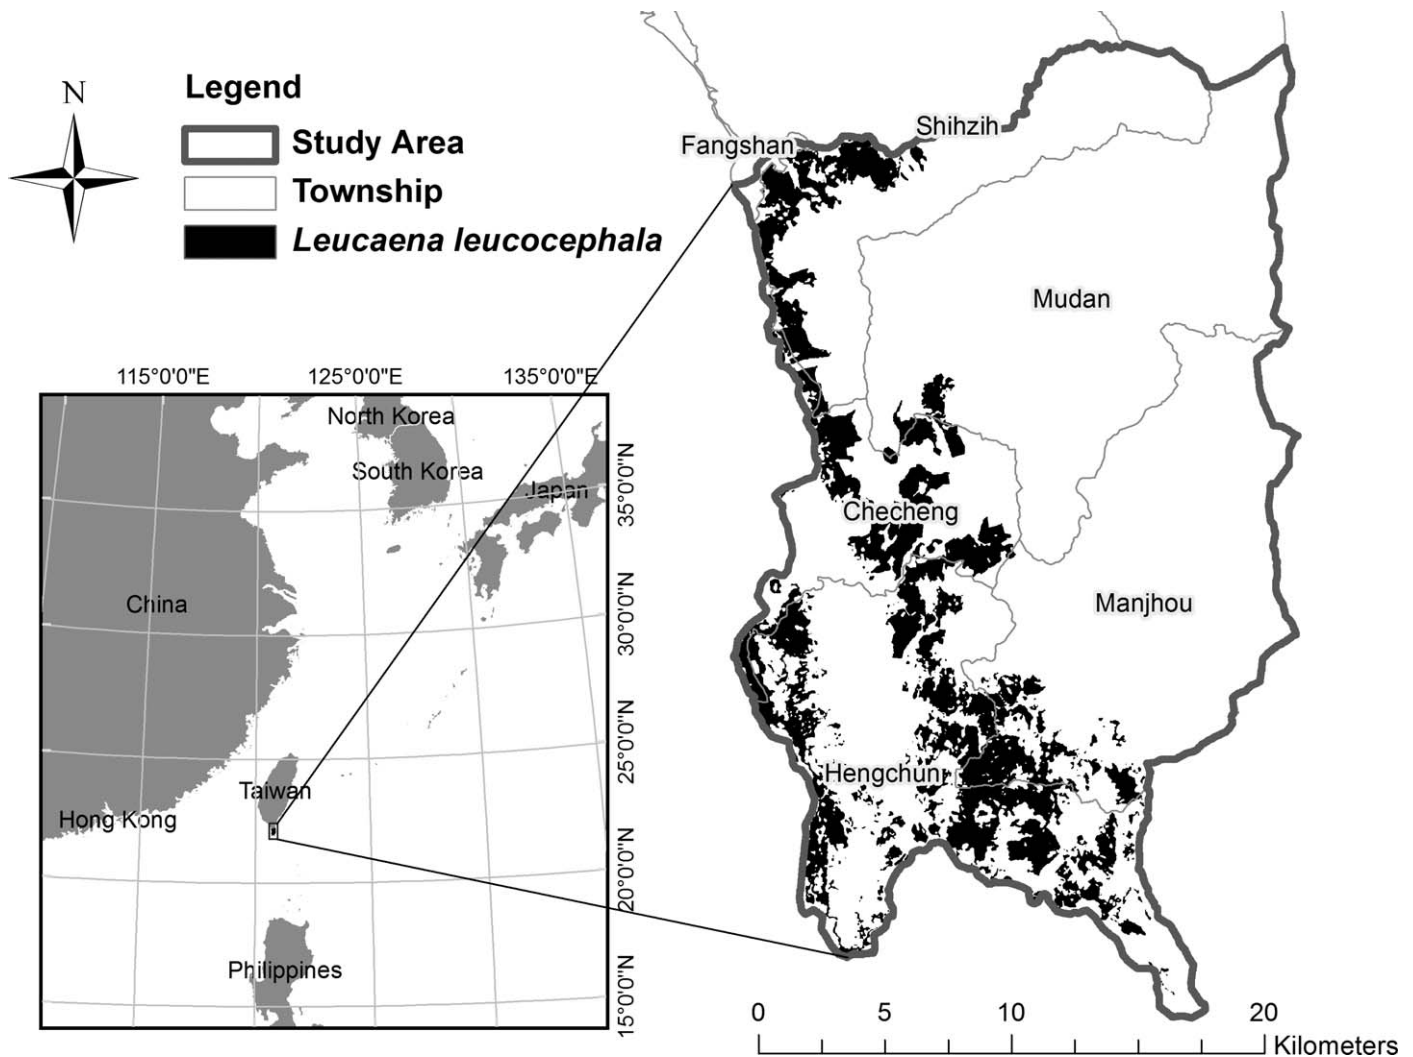 N
Legend
Study Area
Township
Leucaena leucocephala
115°0'0"E 125°0'0"E 135°0'0"E
North Korea
South Korea
Japan
China
Taiwan
Hong Kong
Philippines
35°0'0"N
30°0'0"N
25°0'0"N
20°0'0"N
15°0'0"N
Shihzih
Fangshan
Mudan
Checheng
Manjhou
Hengchun
0 5 10 20
Kilometers